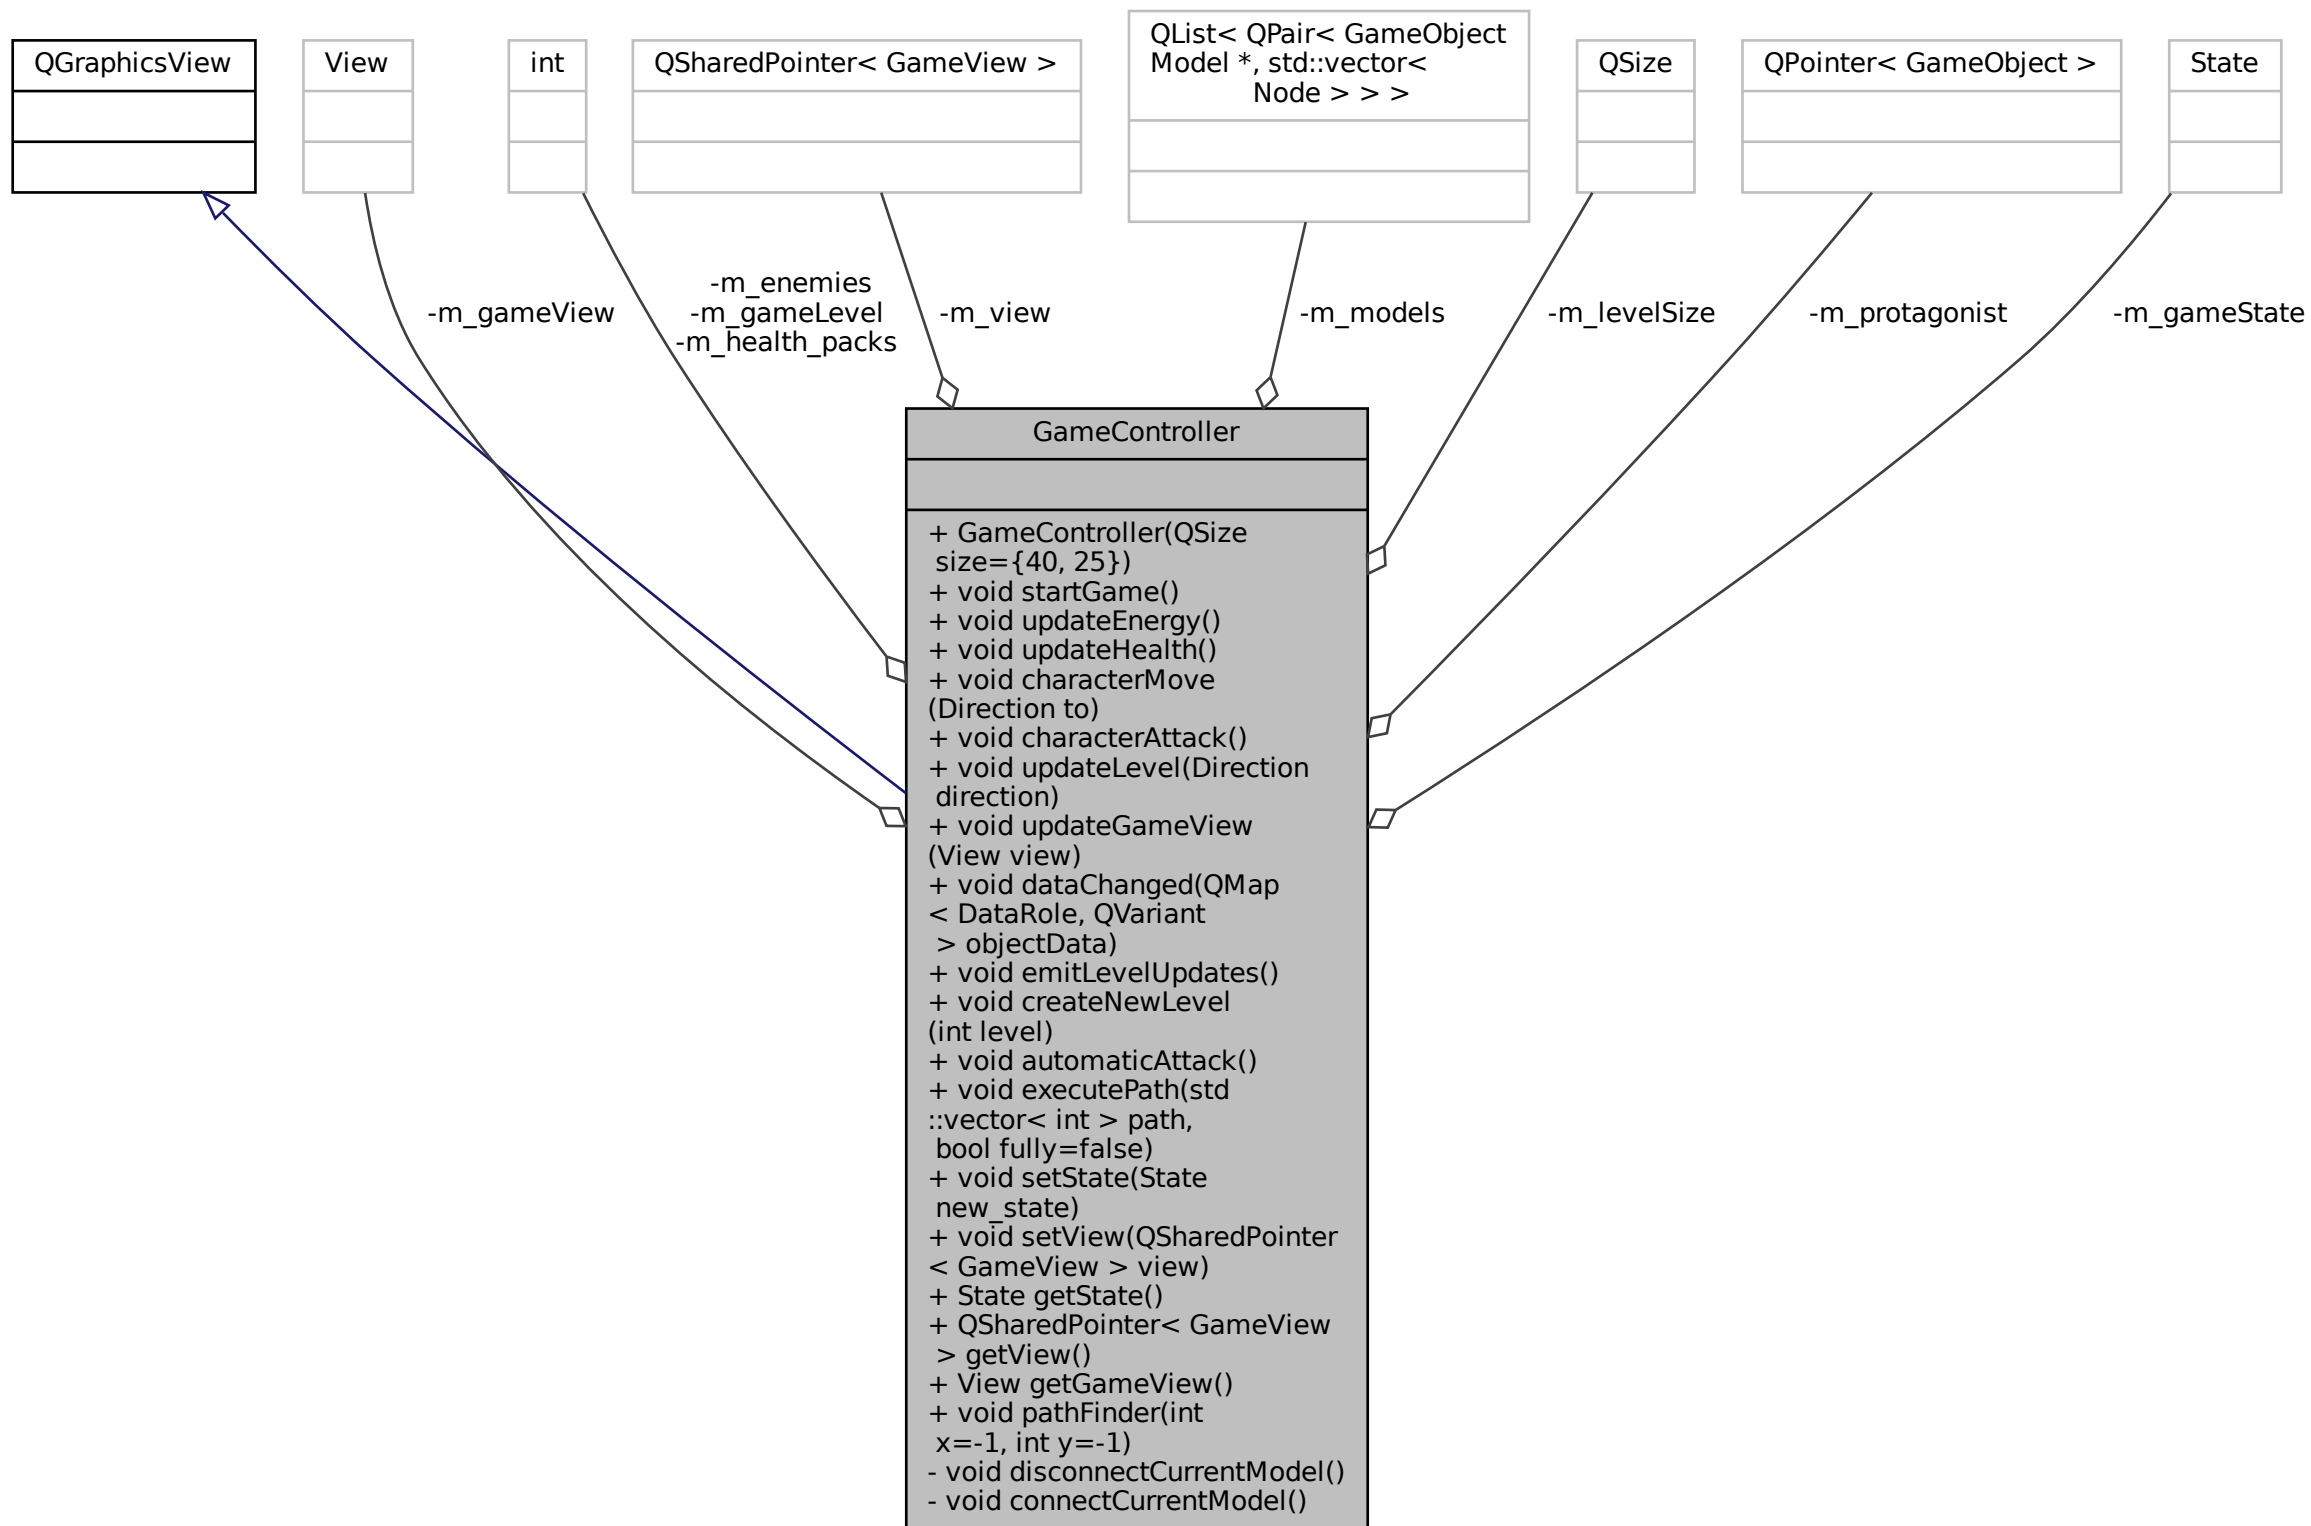 QGraphicsView
View
int
QSharedPointer< GameView >
QList< QPair< GameObject
Model *, std::vector<
Node > > >
QSize
QPointer< GameObject >
State
-m_gameView
-m_enemies
-m_gameLevel
-m_health_packs
-m_view
-m_models
-m_levelSize
-m_protagonist
-m_gameState
GameController
+ GameController(QSize
size={40, 25})
+ void startGame()
+ void updateEnergy()
+ void updateHealth()
+ void characterMove
(Direction to)
+ void characterAttack()
+ void updateLevel(Direction
direction)
+ void updateGameView
(View view)
+ void dataChanged(QMap
< DataRole, QVariant
> objectData)
+ void emitLevelUpdates()
+ void createNewLevel
(int level)
+ void automaticAttack()
+ void executePath(std
::vector< int > path,
bool fully=false)
+ void setState(State
new_state)
+ void setView(QSharedPointer
< GameView > view)
+ State getState()
+ QSharedPointer< GameView
> getView()
+ View getGameView()
+ void pathFinder(int
x=-1, int y=-1)
- void disconnectCurrentModel()
- void connectCurrentModel()